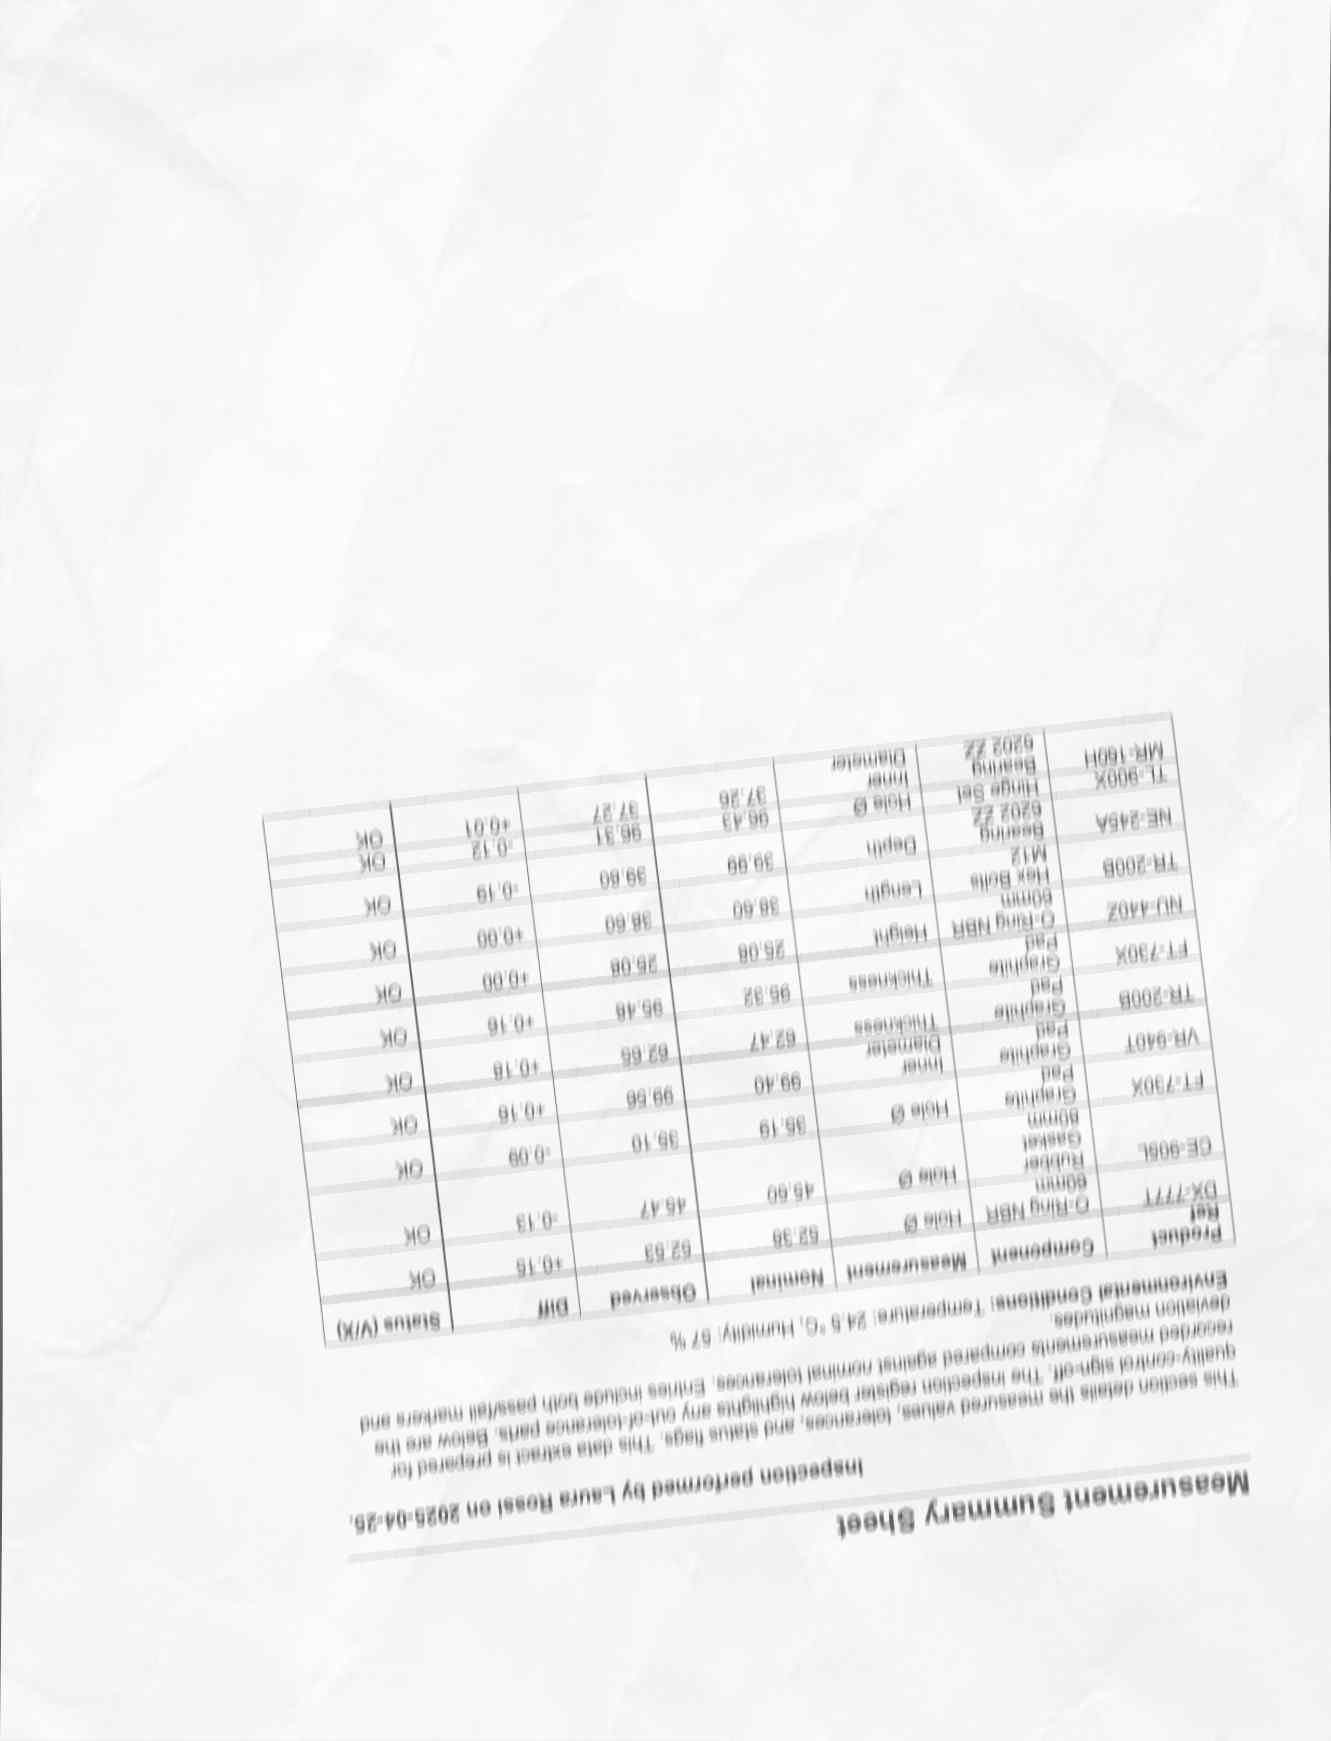 Measurement Summary Sheet
Inspection performed by Laura Rossi on 2025-04-25.
This section details the measured values, tolerances, and status flags. This data extract is prepared for
quality-control sign-off. The inspection register below highlights any out-of-tolerance parts. Below are the
recorded measurements compared against nominal tolerances. Entries include both pass/fail markers and
deviation magnitudes.
Environmental Conditions: Temperature: 24.5 °C, Humidity: 57 %
Product Ref Component Measurement Nominal Observed Diff Status (V/X)
DX-777T O-Ring NBR 60mm Hole Ø 52.38 52.53 +0.15 OK
CE-905L Rubber Gasket 80mm Hole Ø 45.60 45.47 -0.13 OK
FT-730X Graphite Pad Hole Ø 35.19 35.10 -0.09 OK
VR-940T Graphite Pad Inner Diameter 99.40 99.56 +0.16 OK
TR-200B Graphite Pad Thickness 62.47 62.65 +0.18 OK
FT-730X Graphite Pad Thickness 95.32 95.48 +0.16 OK
NU-440Z O-Ring NBR 60mm Height 25.08 25.08 +0.00 OK
TR-200B Hex Bolts M12 Length 38.60 38.60 +0.00 OK
NE-245A Bearing 6202 ZZ Depth 39.99 39.80 -0.19 OK
TL-900X Hinge Set Hole Ø 96.43 96.31 -0.12 OK
MR-160H Bearing 6202 ZZ Inner Diameter 37.26 37.27 +0.01 OK